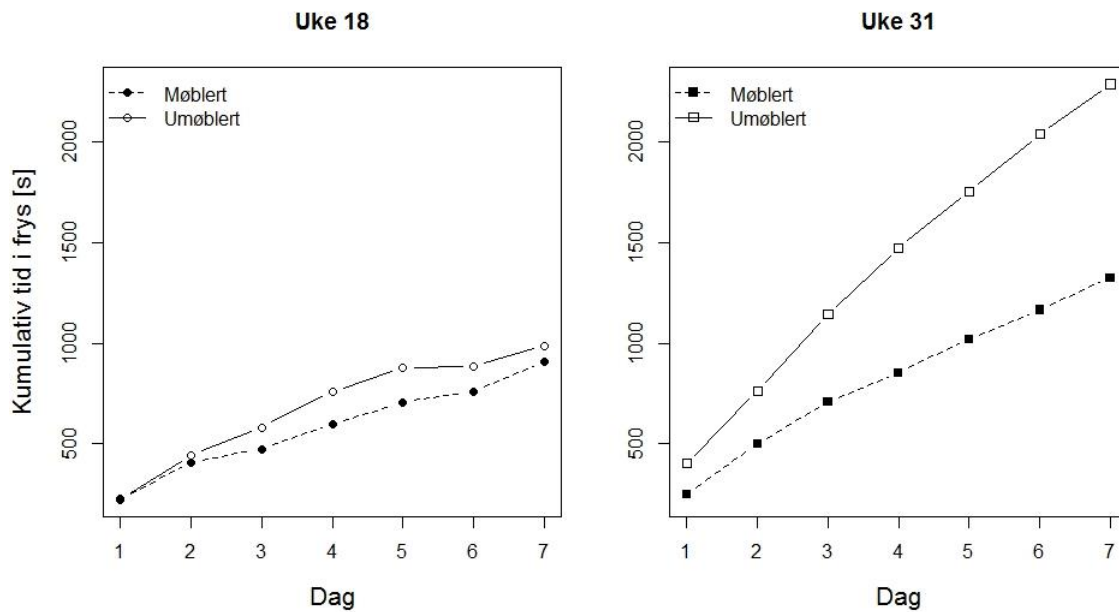 Uke 18
Møblert
Umøblert
Kumulativ tid i frys [s]
2000
1500
1000
500
1 2 3 4 5 6 7
Dag
Uke 31
Møblert
Umøblert
2000
1500
1000
500
1 2 3 4 5 6 7
Dag